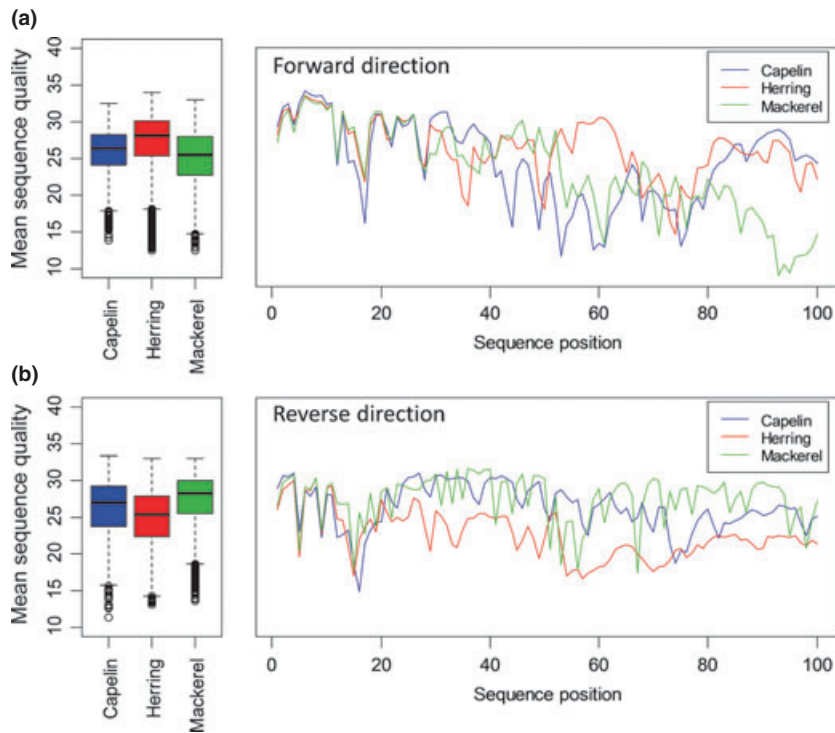 (a)
Mean sequence quality
40
35
30
25
20
15
10
Capelin
Herring
Mackerel
Forward direction
Capelin
Herring
Mackerel
0 20 40 60 80 100
Sequence position
(b)
Mean sequence quality
40
35
30
25
20
15
10
Capelin
Herring
Mackerel
Reverse direction
Capelin
Herring
Mackerel
0 20 40 60 80 100
Sequence position